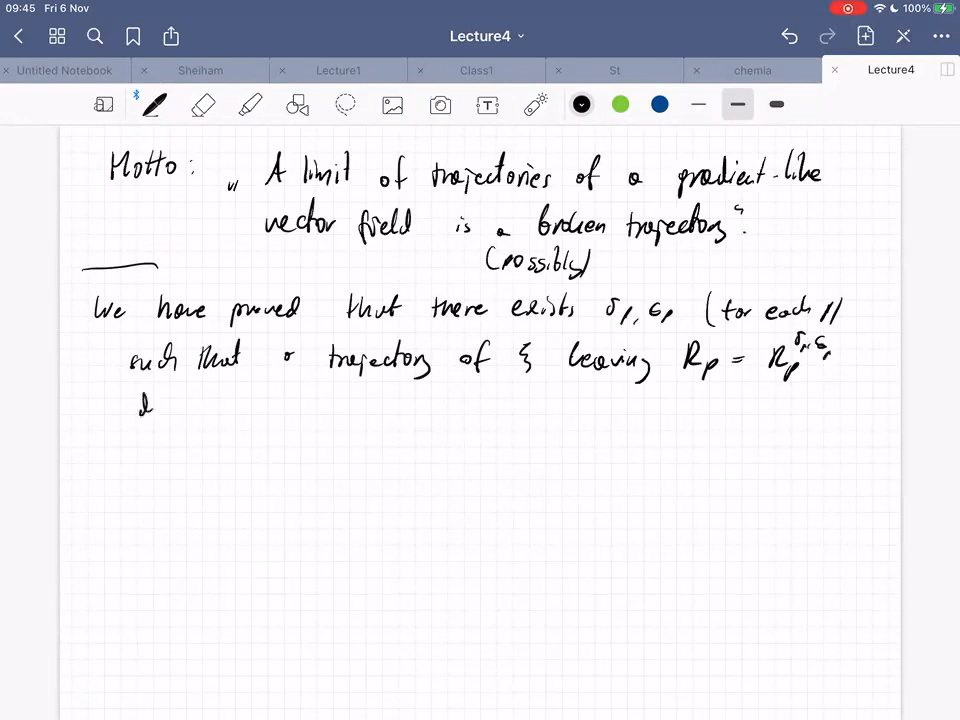 09:45 Fri 6 Nov
100%
Lecture4
Untitled Notebook
Sheiham
Lecture1
Class1
St
chemia
Lecture4
Motto: "A limit of trajectories of a gradient-like
vector field is a broken trajectory".
(possibly)
We have proved that there exists δp, εp (for each p)
such that a trajectory of ξ leaving Rp = Rp^δp,εp